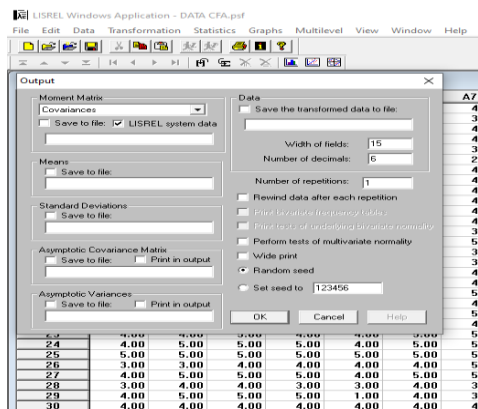 LISREL Windows Application - DATA CFA.psf
File Edit Data Transformation Statistics Graphs Multilevel View Window Help
Output
A7
Moment Matrix
Covariances
Save to file: LISREL system data
Means
Save to file:
Standard Deviations
Save to file:
Asymptotic Covariance Matrix
Save to file: Print in output
Asymptotic Variances
Save to file: Print in output
Data
Save the transformed data to file:
Width of fields: 15
Number of decimals: 6
Number of repetitions: 1
Rewind data after each repetition
Print bivariate frequency tables
Print tests of underlying bivariate normality
Perform tests of multivariate normality
Wide print
Random seed
Set seed to 123456
OK Cancel Help
24 4.00 5.00 5.00 5.00 5.00 5
25 5.00 5.00 5.00 5.00 5.00 5
26 3.00 3.00 4.00 4.00 4.00 4
27 4.00 5.00 4.00 5.00 4.00 5
28 3.00 4.00 3.00 3.00 4.00 3
29 4.00 5.00 5.00 5.00 1.00 4.00 3
30 4.00 4.00 4.00 4.00 4.00